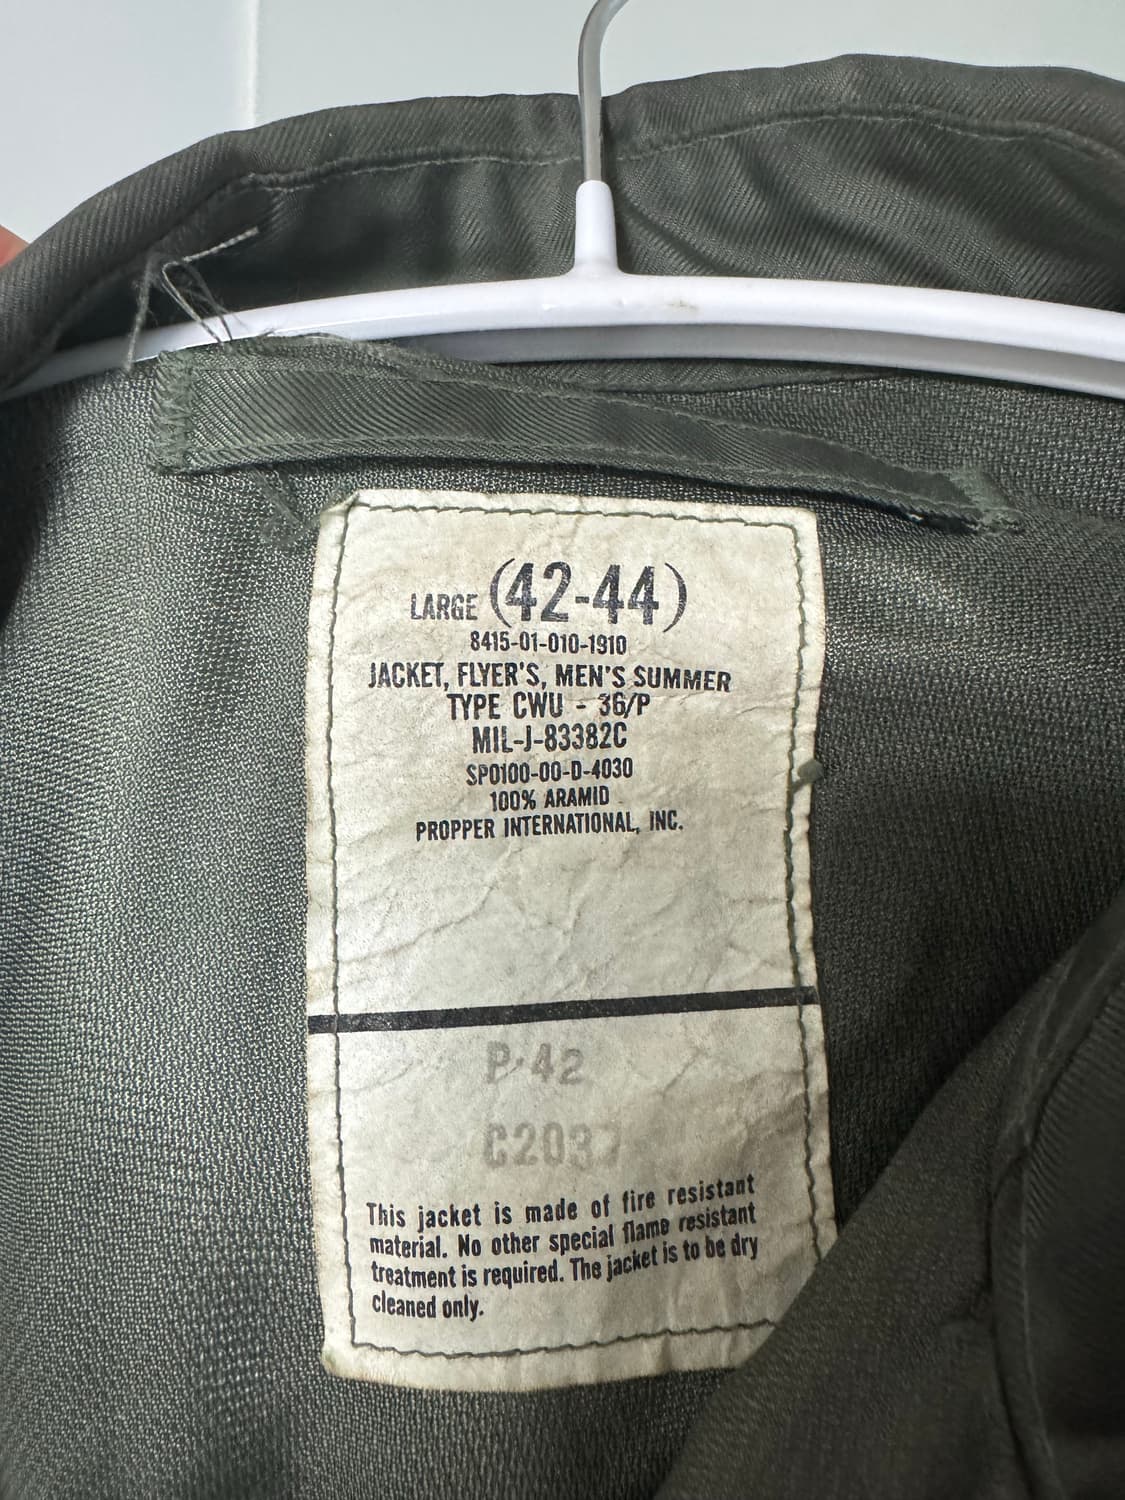 LARGE (42-44)
8415-01-010-1910
JACKET, FLYER'S, MEN'S SUMMER
TYPE CWU - 36/P
MIL-J-83382C
SPO100-00-D-4030
100% ARAMID
PROPPER INTERNATIONAL, INC.
P-42
C2037
This jacket is made of fire resistant
material. No other special flame resistant
treatment is required. The jacket is to be dry
cleaned only.